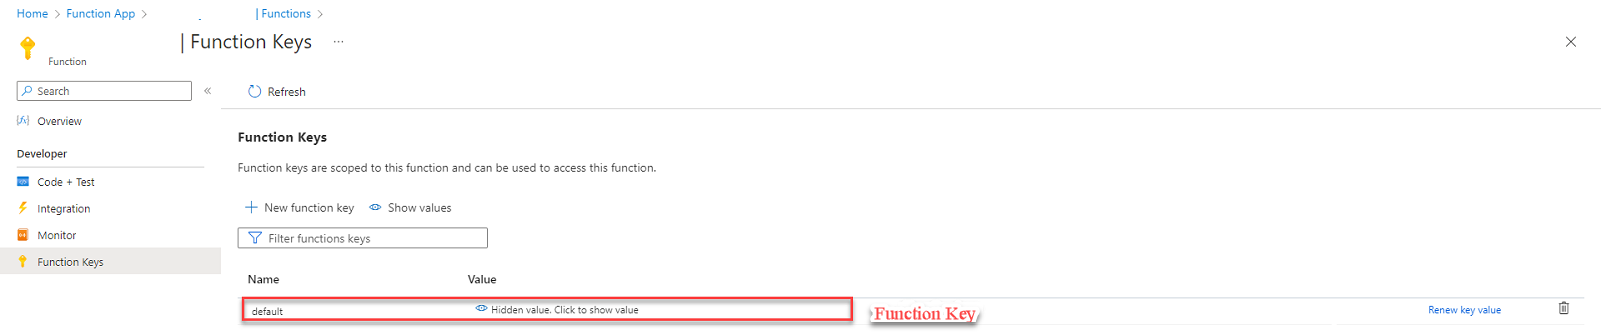 Home > Function App > | Functions >
| Function Keys ...
Function
Search «
Refresh
Overview
Developer
Code + Test
Integration
Monitor
Function Keys
Function Keys
Function keys are scoped to this function and can be used to access this function.
New function key Show values
Filter functions keys
Name Value
default Hidden value. Click to show value Function Key Renew key value